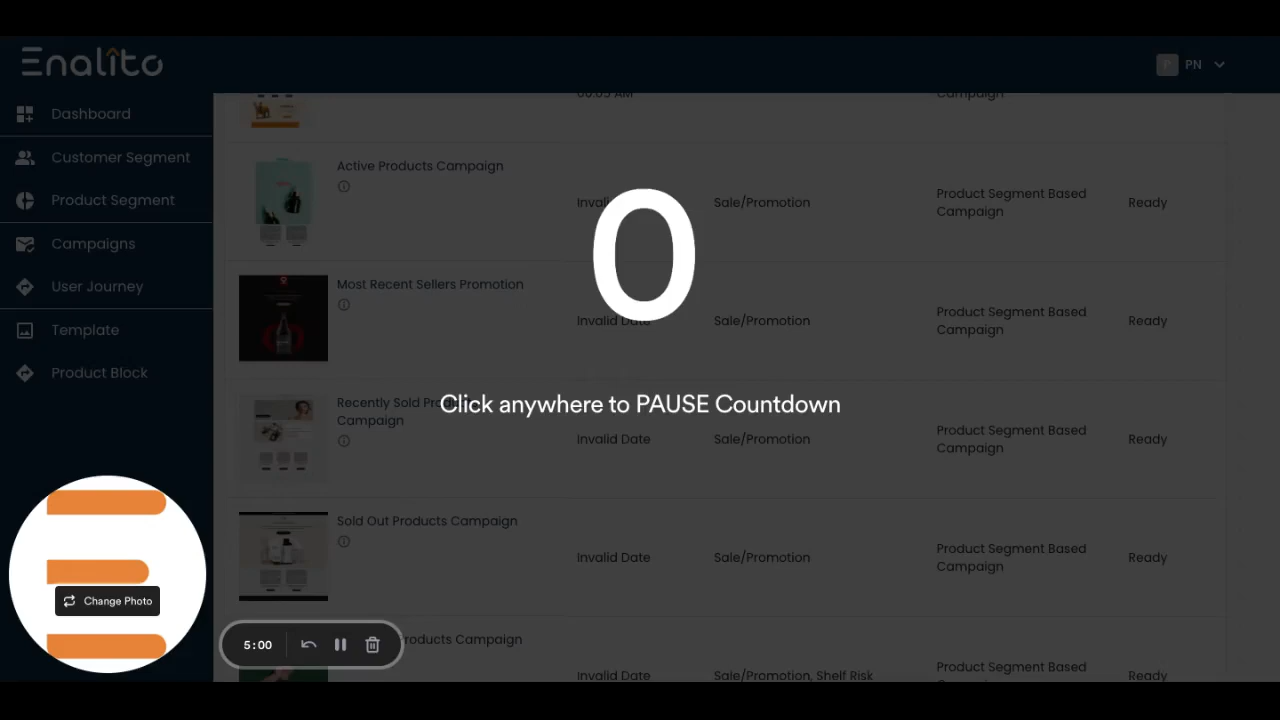 Enalito
P PN
Dashboard
Customer Segment
Product Segment
Campaigns
User Journey
Template
Product Block
00:05 AM
Campaign
Active Products Campaign
Sale/Promotion
Product Segment Based
Campaign
Ready
0
Most Recent Sellers Promotion
Invalid Date
Sale/Promotion
Product Segment Based
Campaign
Ready
Click anywhere to PAUSE Countdown
Recently Sold
Campaign
Invalid Date
Sale/Promotion
Product Segment Based
Campaign
Ready
Sold Out Products Campaign
Invalid Date
Sale/Promotion
Product Segment Based
Campaign
Ready
Change Photo
5:00
Products Campaign
Invalid Date
Sale/Promotion, Shelf Risk
Product Segment Based
Ready